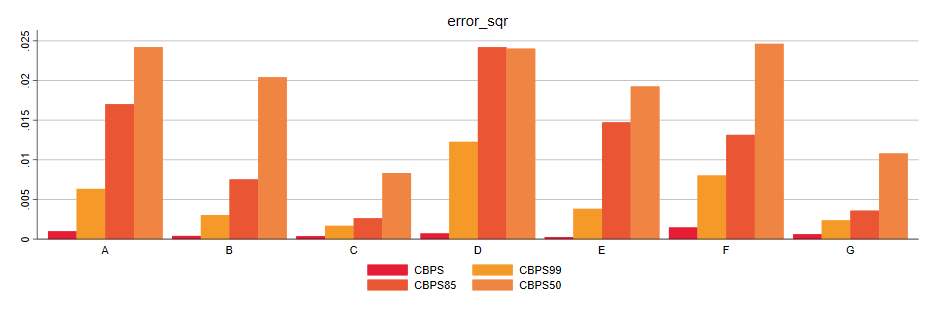 error_sqr
.025
.02
.015
.01
.005
0
A B C D E F G
CBPS CBPS99
CBPS85 CBPS50